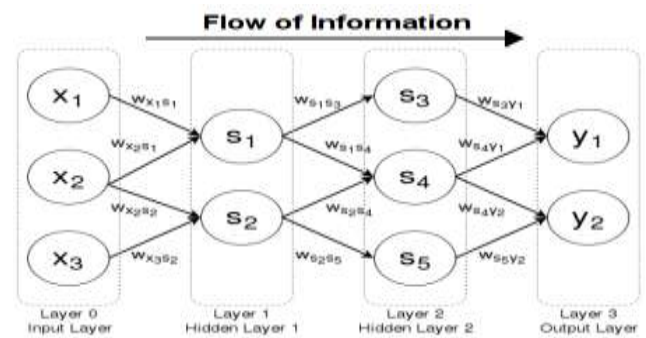 Flow of Information
x1
x2
x3
wx1s1
wx2s1
wx2s2
wx3s2
s1
s2
ws1s3
ws1s4
ws2s4
ws2s5
s3
s4
s5
ws3y1
ws4y1
ws4y2
ws5y2
y1
y2
Layer 0
Input Layer
Layer 1
Hidden Layer 1
Layer 2
Hidden Layer 2
Layer 3
Output Layer